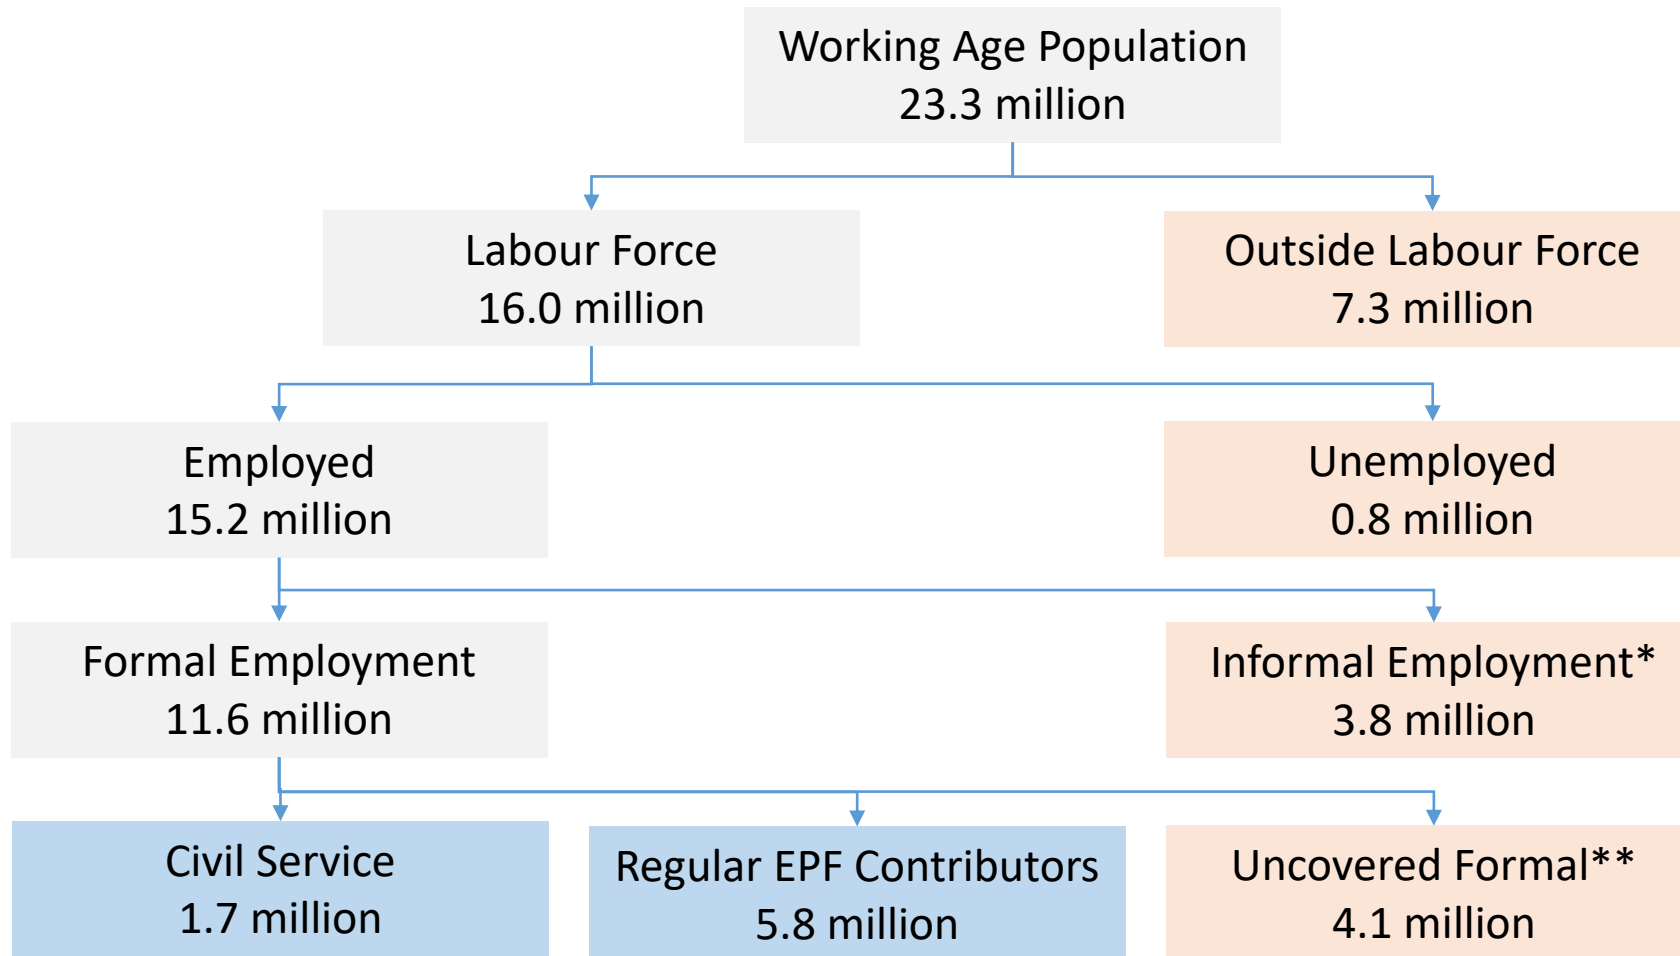 Working Age Population
23.3 million
Labour Force
16.0 million
Outside Labour Force
7.3 million
Employed
15.2 million
Unemployed
0.8 million
Formal Employment
11.6 million
Informal Employment*
3.8 million
Civil Service
1.7 million
Regular EPF Contributors
5.8 million
Uncovered Formal**
4.1 million